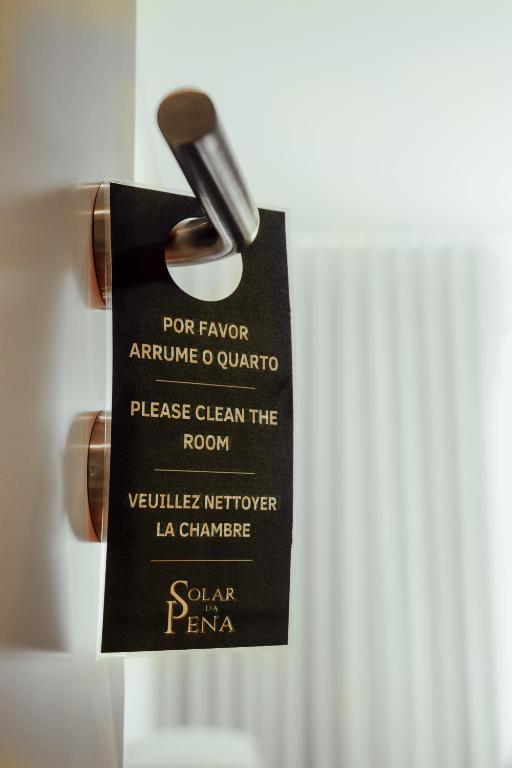 POR FAVOR
ARRUME O QUARTO
PLEASE CLEAN THE
ROOM
VEUILLEZ NETTOYER
LA CHAMBRE
SOLAR
DA
PENA